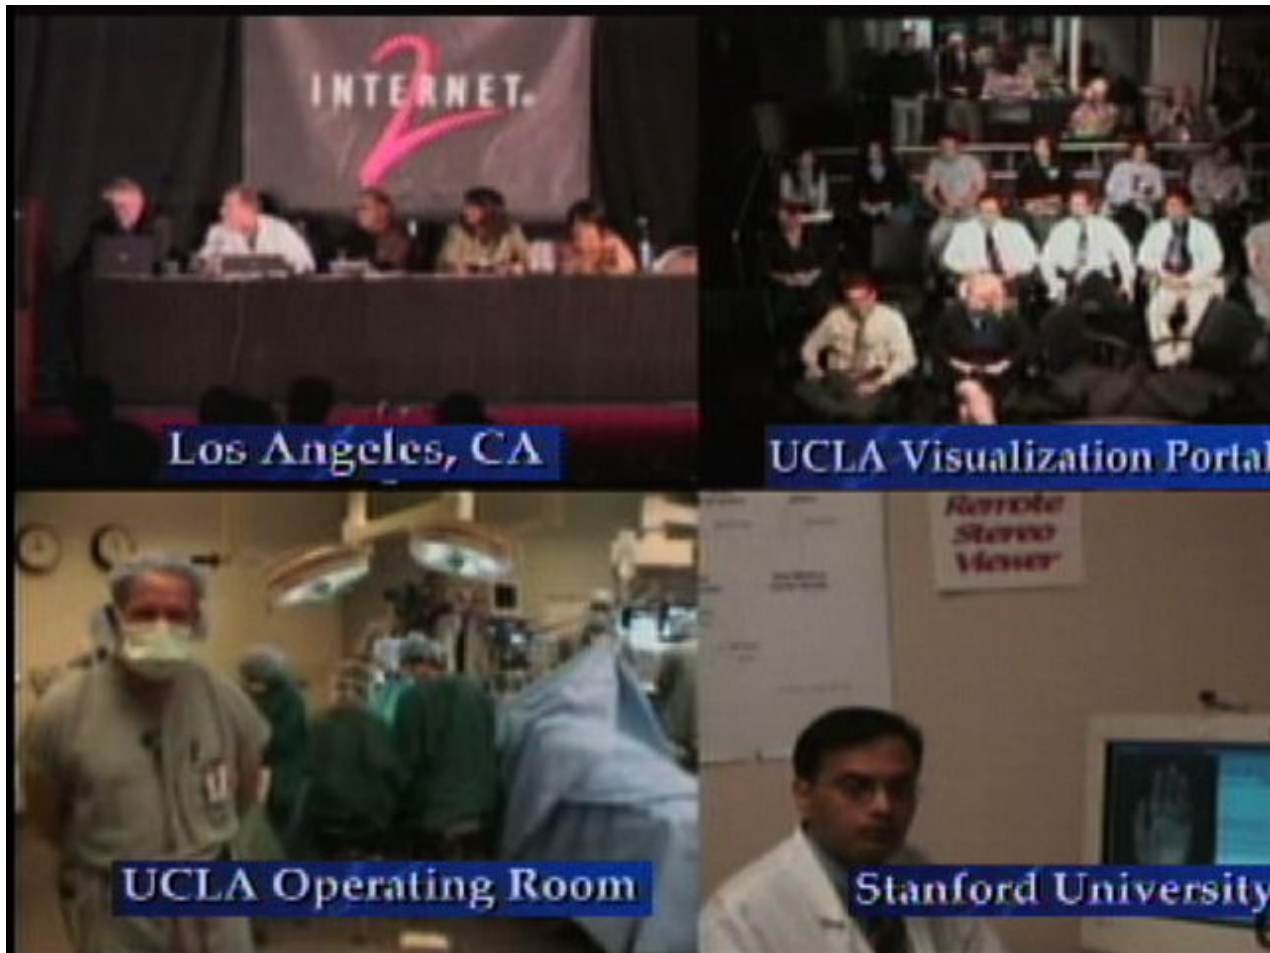 INTERNET®
2
Los Angeles, CA
UCLA Visualization Portal
Remote
Stereo
Viewer
UCLA Operating Room
Stanford University